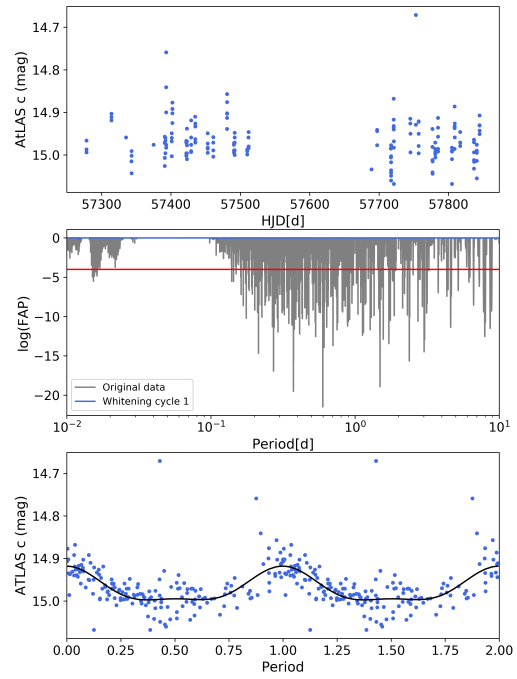 14.7
14.8
14.9
15.0
AtLAS c (mag)
57300 57400 57500 57600 57700 57800
HJD[d]
0
−5
−10
−15
−20
log(FAP)
Original data
Whitening cycle 1
10⁻² 10⁻¹ 10⁰ 10¹
Period[d]
14.7
14.8
14.9
15.0
ATLAS c (mag)
0.00 0.25 0.50 0.75 1.00 1.25 1.50 1.75 2.00
Period